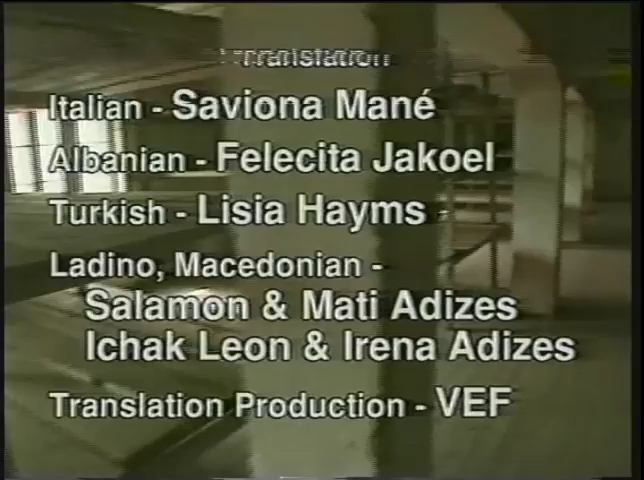 Translation
Italian - Saviona Mané
Albanian - Felecita Jakoel
Turkish - Lisia Hayms
Ladino, Macedonian -
Salamon & Mati Adizes
Ichak Leon & Irena Adizes
Translation Production - VEF